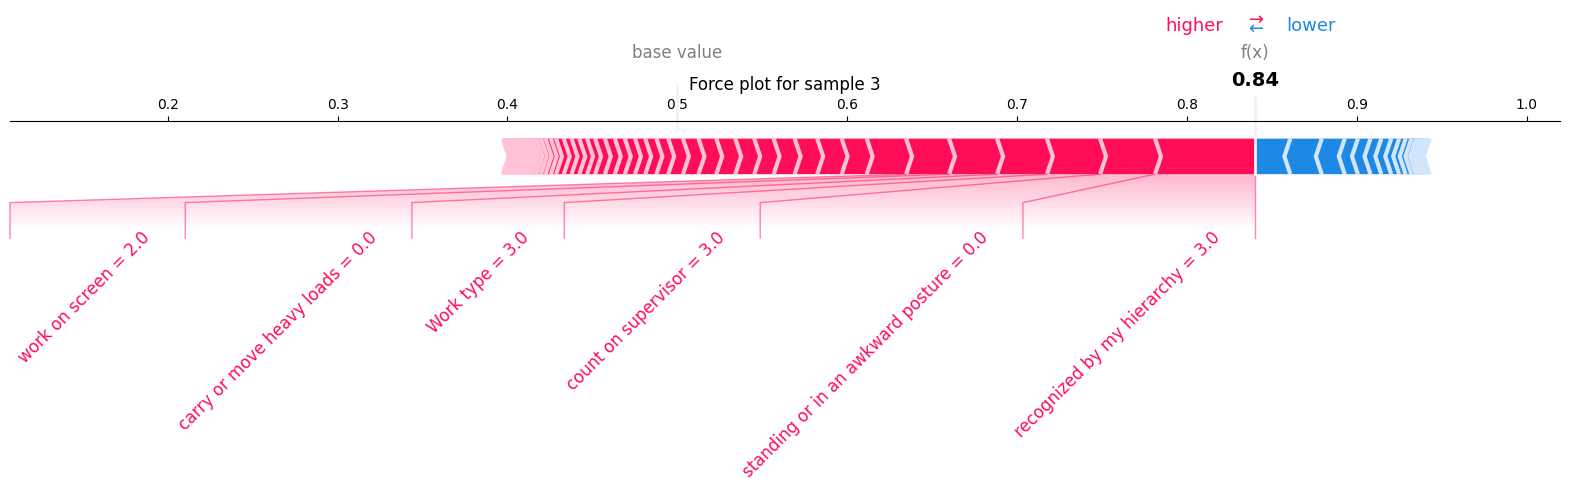 higher ⇄ lower
base value f(x)
Force plot for sample 3 0.84
0.2 0.3 0.4 0.5 0.6 0.7 0.8 0.9 1.0
work on screen = 2.0
carry or move heavy loads = 0.0
Work type = 3.0
count on supervisor = 3.0
standing or in an awkward posture = 0.0
recognized by my hierarchy = 3.0